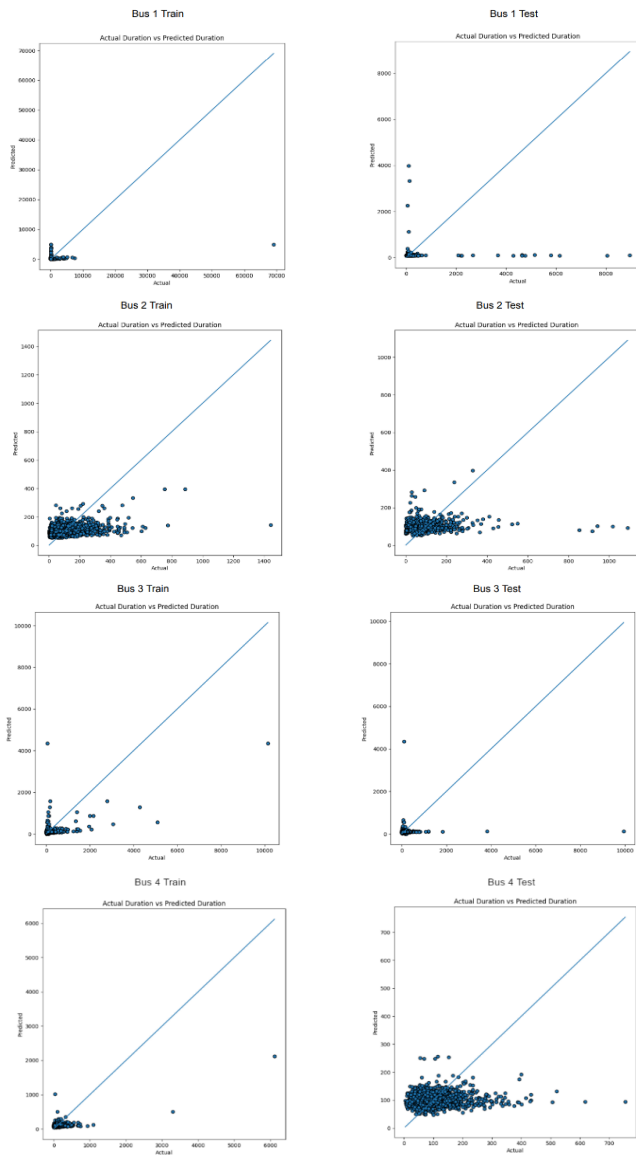 Bus 1 Train
Actual Duration vs Predicted Duration
70000
60000
50000
40000
30000
20000
10000
0
Predicted
0 10000 20000 30000 40000 50000 60000 70000
Actual
Bus 1 Test
Actual Duration vs Predicted Duration
8000
6000
4000
2000
0
Predicted
0 2000 4000 6000 8000
Actual
Bus 2 Train
Actual Duration vs Predicted Duration
1400
1200
1000
800
600
400
200
0
Predicted
0 200 400 600 800 1000 1200 1400
Actual
Bus 2 Test
Actual Duration vs Predicted Duration
1000
800
600
400
200
0
Predicted
0 200 400 600 800 1000
Actual
Bus 3 Train
Actual Duration vs Predicted Duration
10000
8000
6000
4000
2000
0
Predicted
0 2000 4000 6000 8000 10000
Actual
Bus 3 Test
Actual Duration vs Predicted Duration
10000
8000
6000
4000
2000
0
Predicted
0 2000 4000 6000 8000 10000
Actual
Bus 4 Train
Actual Duration vs Predicted Duration
6000
5000
4000
3000
2000
1000
0
Predicted
0 1000 2000 3000 4000 5000 6000
Actual
Bus 4 Test
Actual Duration vs Predicted Duration
700
600
500
400
300
200
100
0
Predicted
0 100 200 300 400 500 600 700
Actual